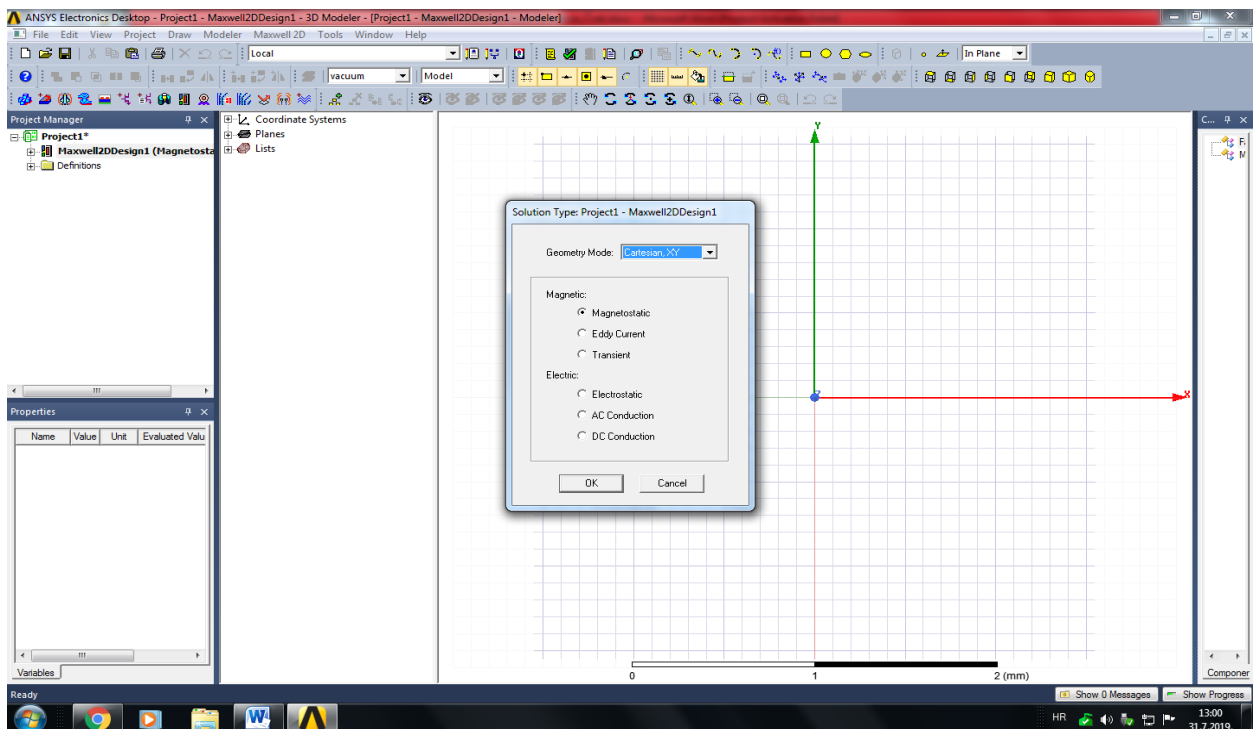 ANSYS Electronics Desktop - Project1 - Maxwell2DDesign1 - 3D Modeler - [Project1 - Maxwell2DDesign1 - Modeler]
File Edit View Project Draw Modeler Maxwell 2D Tools Window Help
Local In Plane
vacuum Model
Project Manager
Project1*
Maxwell2DDesign1 (Magnetosta
Definitions
Coordinate Systems
Planes
Lists
C...
F
M
Y
X
Solution Type: Project1 - Maxwell2DDesign1
Geometry Mode: Cartesian, XY
Magnetic:
Magnetostatic
Eddy Current
Transient
Electric:
Electrostatic
AC Conduction
DC Conduction
OK Cancel
Properties
Name Value Unit Evaluated Valu
Variables
0 1 2 (mm)
Componer
Ready Show 0 Messages Show Progress
HR 13:00
31.7.2019.